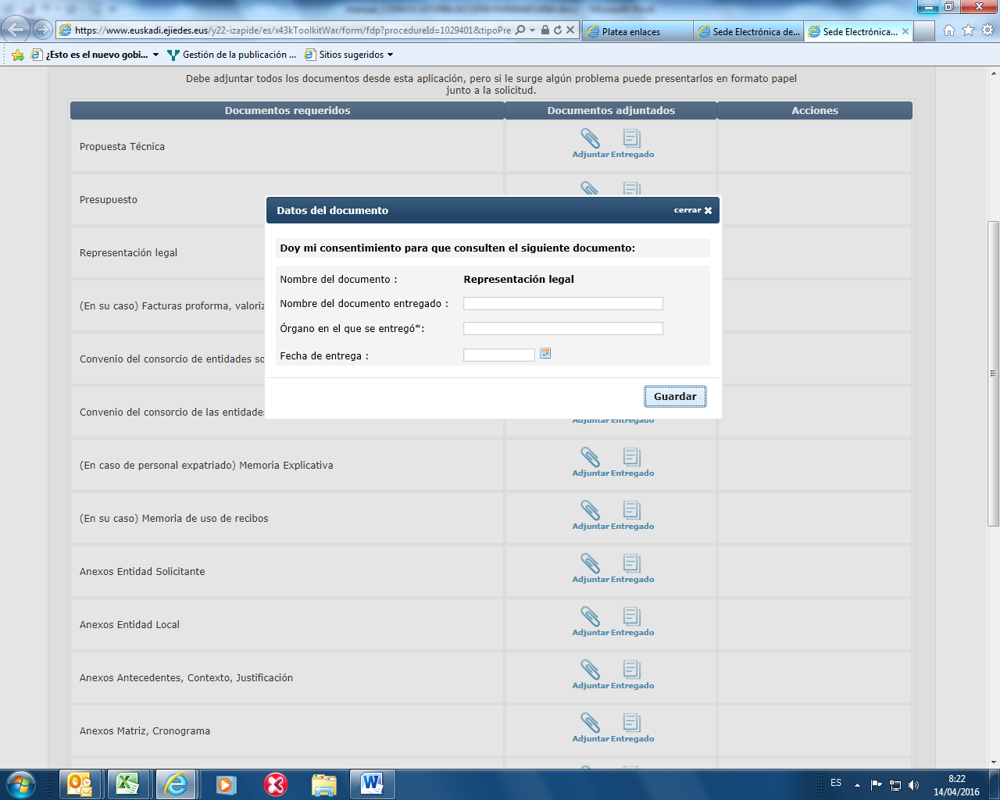 https://www.euskadi.ejiedes.eus/y22-izapide/es/x43kToolkitWar/form/fdp?procedureId=1029401&tipoPre
Platea enlaces
Sede Electrónica de...
Sede Electrónica...
¿Esto es el nuevo gobi...
Gestión de la publicación ...
Sitios sugeridos
Debe adjuntar todos los documentos desde esta aplicación, pero si le surge algún problema puede presentarlos en formato papel
junto a la solicitud.
Documentos requeridos Documentos adjuntados Acciones
Propuesta Técnica
Adjuntar Entregado
Presupuesto
Representación legal
(En su caso) Facturas proforma, valoriz
Convenio del consorcio de entidades so
Convenio del consorcio de las entidades
Adjuntar Entregado
Datos del documento
cerrar
Doy mi consentimiento para que consulten el siguiente documento:
Nombre del documento : Representación legal
Nombre del documento entregado :
Órgano en el que se entregó*:
Fecha de entrega :
Guardar
(En caso de personal expatriado) Memoria Explicativa
Adjuntar Entregado
(En su caso) Memoria de uso de recibos
Adjuntar Entregado
Anexos Entidad Solicitante
Adjuntar Entregado
Anexos Entidad Local
Adjuntar Entregado
Anexos Antecedentes, Contexto, Justificación
Adjuntar Entregado
Anexos Matriz, Cronograma
Adjuntar Entregado
ES
8:22
14/04/2016